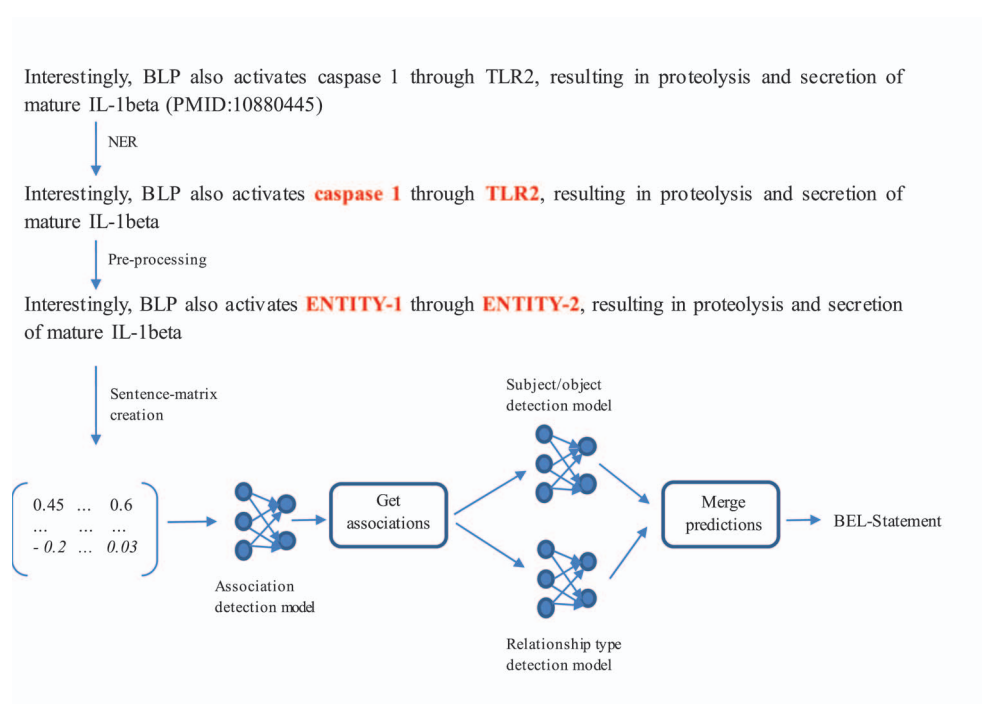 Interestingly, BLP also activates caspase 1 through TLR2, resulting in proteolysis and secretion of
mature IL-1beta (PMID:10880445)
NER
Interestingly, BLP also activates caspase 1 through TLR2, resulting in proteolysis and secretion of
mature IL-1beta
Pre-processing
Interestingly, BLP also activates ENTITY-1 through ENTITY-2, resulting in proteolysis and secretion
of mature IL-1beta
Sentence-matrix
creation
Subject/object
detection model
0.45 ... 0.6
... ... ...
- 0.2 ... 0.03
Get
associations
Merge
predictions
BEL-Statement
Association
detection model
Relationship type
detection model